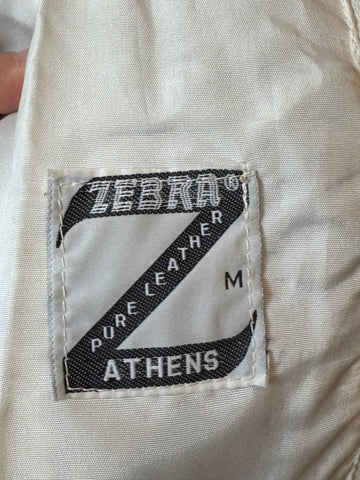 ZEBRA®
PURE LEATHER
M
ATHENS